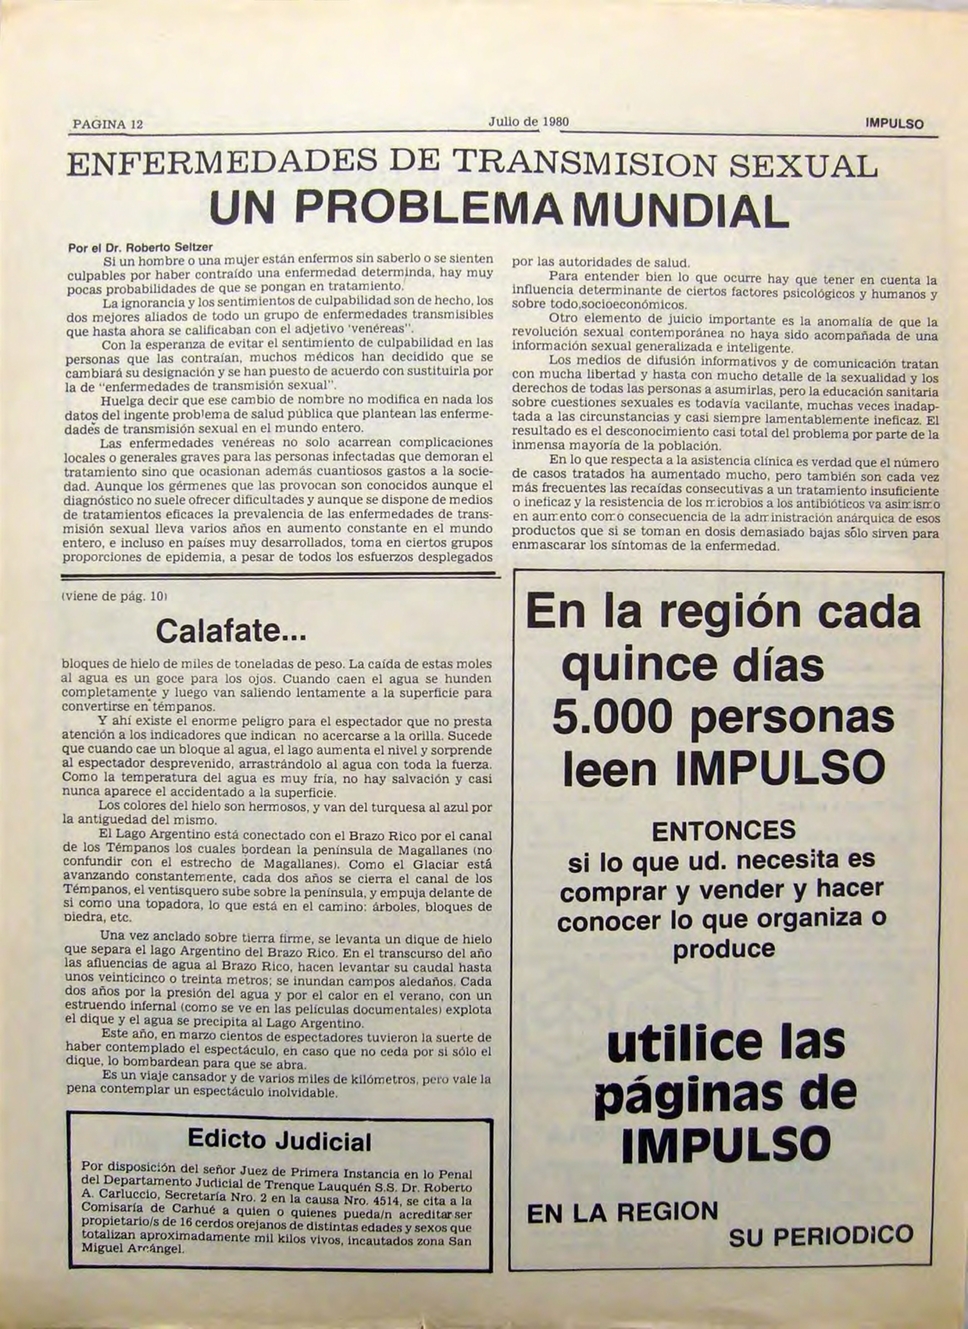 PAGINA 12
Julio de 1980
IMPULSO
ENFERMEDADES DE TRANSMISION SEXUAL
UN PROBLEMA MUNDIAL
Por el Dr. Roberto Seltzer
Si un hombre o una mujer están enfermos sin saberlo o se sienten
culpables por haber contraído una enfermedad determinda, hay muy
pocas probabilidades de que se pongan en tratamiento.
La ignorancia y los sentimientos de culpabilidad son de hecho, los
dos mejores aliados de todo un grupo de enfermedades transmisibles
que hasta ahora se calificaban con el adjetivo 'venéreas".
Con la esperanza de evitar el sentimiento de culpabilidad en las
personas que las contraían, muchos médicos han decidido que se
cambiará su designación y se han puesto de acuerdo con sustituirla por
la de "enfermedades de transmisión sexual".
Huelga decir que ese cambio de nombre no modifica en nada los
datos del ingente problema de salud pública que plantean las enferme-
dades de transmisión sexual en el mundo entero.
Las enfermedades venéreas no solo acarrean complicaciones
locales o generales graves para las personas infectadas que demoran el
tratamiento sino que ocasionan además cuantiosos gastos a la socie-
dad. Aunque los gérmenes que las provocan son conocidos aunque el
diagnóstico no suele ofrecer dificultades y aunque se dispone de medios
de tratamientos eficaces la prevalencia de las enfermedades de trans-
misión sexual lleva varios años en aumento constante en el mundo
entero, e incluso en países muy desarrollados, toma en ciertos grupos
proporciones de epidemia, a pesar de todos los esfuerzos desplegados
por las autoridades de salud.
Para entender bien lo que ocurre hay que tener en cuenta la
influencia determinante de ciertos factores psicológicos y humanos y
sobre todo,socioeconómicos.
Otro elemento de juicio importante es la anomalía de que la
revolución sexual contemporánea no haya sido acompañada de una
información sexual generalizada e inteligente.
Los medios de difusión informativos y de comunicación tratan
con mucha libertad y hasta con mucho detalle de la sexualidad y los
derechos de todas las personas a asumirlas, pero la educación sanitaria
sobre cuestiones sexuales es todavía vacilante, muchas veces inadap-
tada a las circunstancias y casi siempre lamentablemente ineficaz. El
resultado es el desconocimiento casi total del problema por parte de la
inmensa mayoría de la población.
En lo que respecta a la asistencia clínica es verdad que el número
de casos tratados ha aumentado mucho, pero también son cada vez
más frecuentes las recaídas consecutivas a un tratamiento insuficiente
o ineficaz y la resistencia de los microbios a los antibióticos va asimismo
en aumento como consecuencia de la administración anárquica de esos
productos que si se toman en dosis demasiado bajas sólo sirven para
enmascarar los síntomas de la enfermedad.
(viene de pág. 10)
Calafate...
bloques de hielo de miles de toneladas de peso. La caída de estas moles
al agua es un goce para los ojos. Cuando caen el agua se hunden
completamente y luego van saliendo lentamente a la superficie para
convertirse en témpanos.
Y ahí existe el enorme peligro para el espectador que no presta
atención a los indicadores que indican no acercarse a la orilla. Sucede
que cuando cae un bloque al agua, el lago aumenta el nivel y sorprende
al espectador desprevenido, arrastrándolo al agua con toda la fuerza.
Como la temperatura del agua es muy fría, no hay salvación y casi
nunca aparece el accidentado a la superficie.
Los colores del hielo son hermosos, y van del turquesa al azul por
la antiguedad del mismo.
El Lago Argentino está conectado con el Brazo Rico por el canal
de los Témpanos los cuales bordean la península de Magallanes (no
confundir con el estrecho de Magallanes). Como el Glaciar está
avanzando constantemente, cada dos años se cierra el canal de los
Témpanos, el ventisquero sube sobre la península, y empuja delante de
si como una topadora, lo que está en el camino: árboles, bloques de
piedra, etc.
Una vez anclado sobre tierra firme, se levanta un dique de hielo
que separa el lago Argentino del Brazo Rico. En el transcurso del año
las afluencias de agua al Brazo Rico, hacen levantar su caudal hasta
unos veinticinco o treinta metros; se inundan campos aledaños. Cada
dos años por la presión del agua y por el calor en el verano, con un
estruendo infernal (como se ve en las películas documentales) explota
el dique y el agua se precipita al Lago Argentino.
Este año, en marzo cientos de espectadores tuvieron la suerte de
haber contemplado el espectáculo, en caso que no ceda por si sólo el
dique, lo bombardean para que se abra.
Es un viaje cansador y de varios miles de kilómetros, pero vale la
pena contemplar un espectáculo inolvidable.
Edicto Judicial
Por disposición del señor Juez de Primera Instancia en lo Penal
del Departamento Judicial de Trenque Lauquén S.S. Dr. Roberto
A. Carluccio, Secretaría Nro. 2 en la causa Nro. 4514, se cita a la
Comisaría de Carhué a quien o quienes pueda/n acreditar ser
propietario/s de 16 cerdos orejanos de distintas edades y sexos que
totalizan aproximadamente mil kilos vivos, incautados zona San
Miguel Arcángel.
En la región cada
quince días
5.000 personas
leen IMPULSO
ENTONCES
si lo que ud. necesita es
comprar y vender y hacer
conocer lo que organiza o
produce
utilice las
páginas de
IMPULSO
EN LA REGION
SU PERIODICO